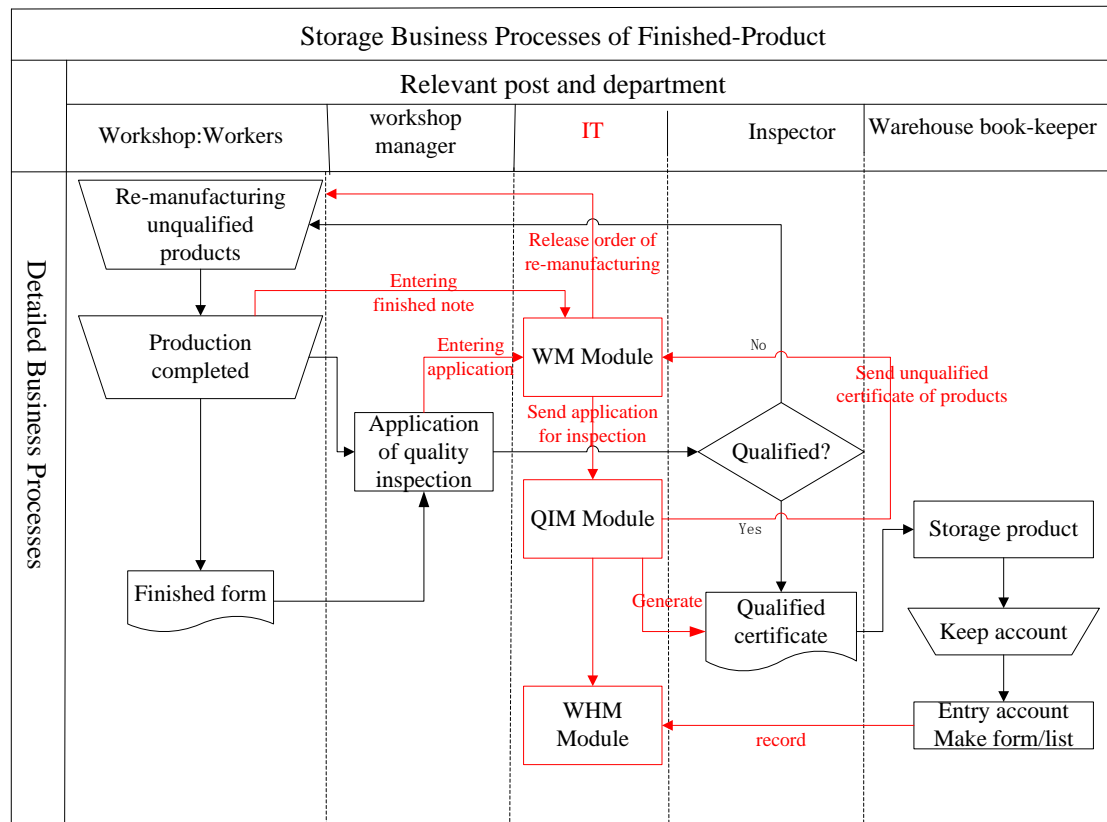 Storage Business Processes of Finished-Product
Relevant post and department
Workshop:Workers
workshop
manager
IT
Inspector
Warehouse book-keeper
Detailed Business Processes
Re-manufacturing
unqualified
products
Release order of
re-manufacturing
Entering
finished note
Production
completed
Entering
application
WM Module
No
Send unqualified
certificate of products
Application
of quality
inspection
Send application
for inspection
Qualified?
QIM Module
Yes
Storage product
Finished form
Generate
Qualified
certificate
Keep account
WHM
Module
record
Entry account
Make form/list